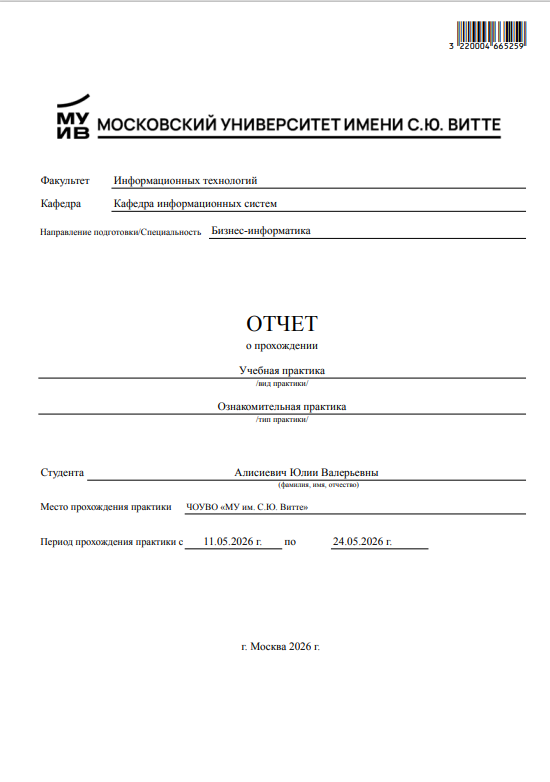 3 220004 665259
МУ
ИВ
МОСКОВСКИЙ УНИВЕРСИТЕТ ИМЕНИ С.Ю. ВИТТЕ
Факультет Информационных технологий
Кафедра Кафедра информационных систем
Направление подготовки/Специальность Бизнес-информатика
ОТЧЕТ
о прохождении
Учебная практика
/вид практики/
Ознакомительная практика
/тип практики/
Студента Алисиевич Юлии Валерьевны
(фамилия, имя, отчество)
Место прохождения практики ЧОУВО «МУ им. С.Ю. Витте»
Период прохождения практики с 11.05.2026 г. по 24.05.2026 г.
г. Москва 2026 г.